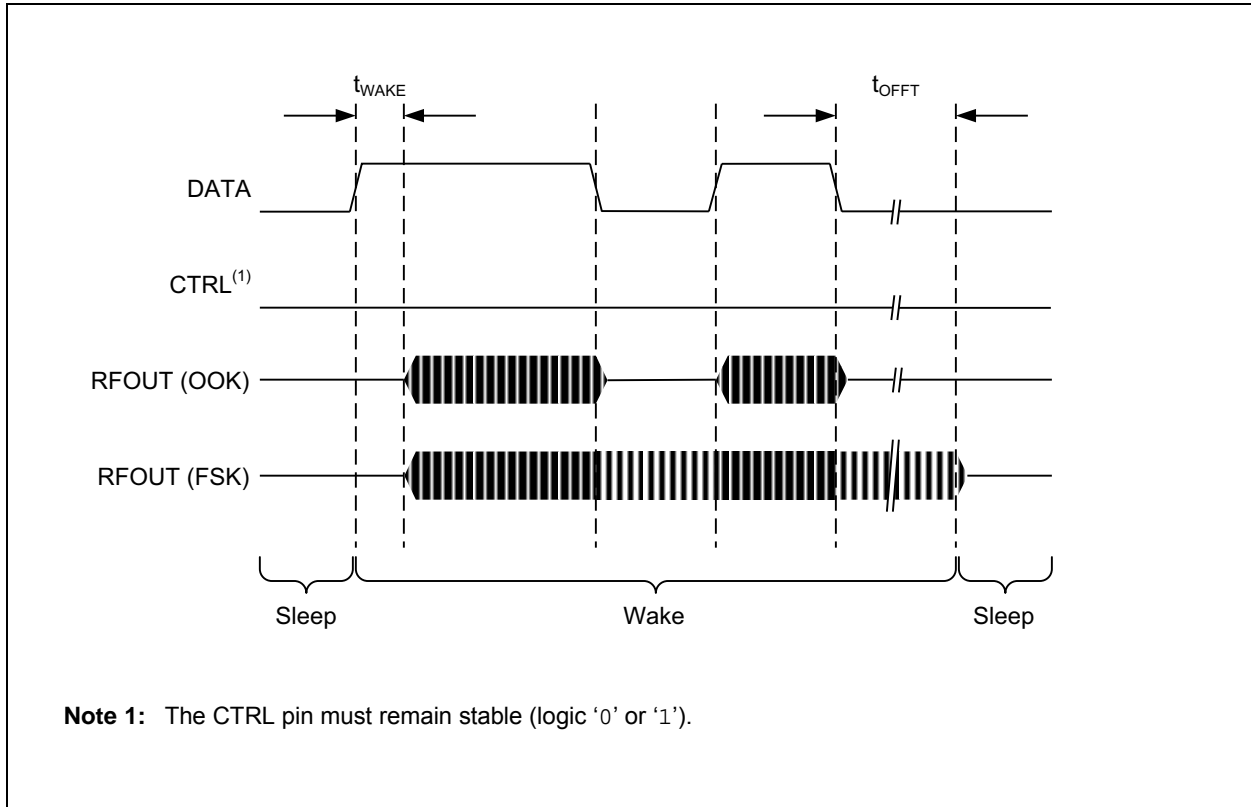 tWAKE
tOFFT
DATA
CTRL(1)
RFOUT (OOK)
RFOUT (FSK)
Sleep
Wake
Sleep
Note 1: The CTRL pin must remain stable (logic ‘0’ or ‘1’).